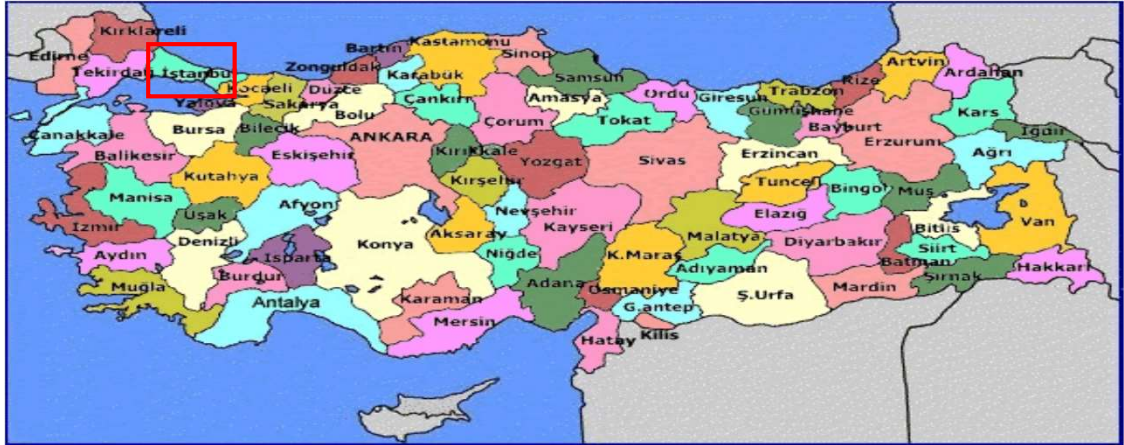 Kırklareli
Edirne
Tekirdağ
İstanbul
Kocaeli
Yalova
Sakarya
Düzce
Zonguldak
Bartın
Karabük
Kastamonu
Sinop
Samsun
Çankırı
Bolu
Amasya
Ordu
Giresun
Trabzon
Rize
Artvin
Ardahan
Kars
Iğdır
Gümüşhane
Bayburt
Tokat
Çorum
ANKARA
Bilecik
Bursa
Çanakkale
Balikesir
Eskişehir
Kırıkkale
Yozgat
Sivas
Erzincan
Erzurum
Ağrı
Kutahya
Manisa
Uşak
Afyon
Kırşehir
Nevşehir
Kayseri
Tuncel
Bingol
Muş
Van
Bitlis
Elazığ
Malatya
Diyarbakır
Siirt
Batman
Şırnak
Hakkari
Izmir
Aydın
Denizli
Isparta
Konya
Aksaray
Niğde
K.Maraş
Adıyaman
Mardin
Ş.Urfa
Muğla
Burdur
Antalya
Karaman
Mersin
Adana
Osmaniye
G.antep
Hatay
Kilis